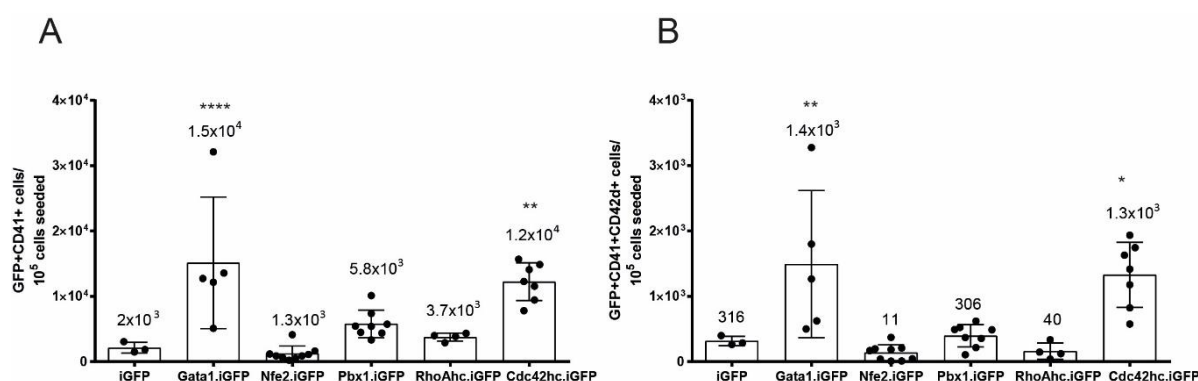 A
GFP+CD41+ cells/
10⁵ cells seeded
4×10⁴
3×10⁴
2×10⁴
1×10⁴
0
2x10³
****
1.5x10⁴
1.3x10³
5.8x10³
3.7x10³
**
1.2x10⁴
iGFP Gata1.iGFP Nfe2.iGFP Pbx1.iGFP RhoAhc.iGFP Cdc42hc.iGFP
B
GFP+CD41+CD42d+ cells/
10⁵ cells seeded
4×10³
3×10³
2×10³
1×10³
0
316
**
1.4x10³
11
306
40
*
1.3x10³
iGFP Gata1.iGFP Nfe2.iGFP Pbx1.iGFP RhoAhc.iGFP Cdc42hc.iGFP